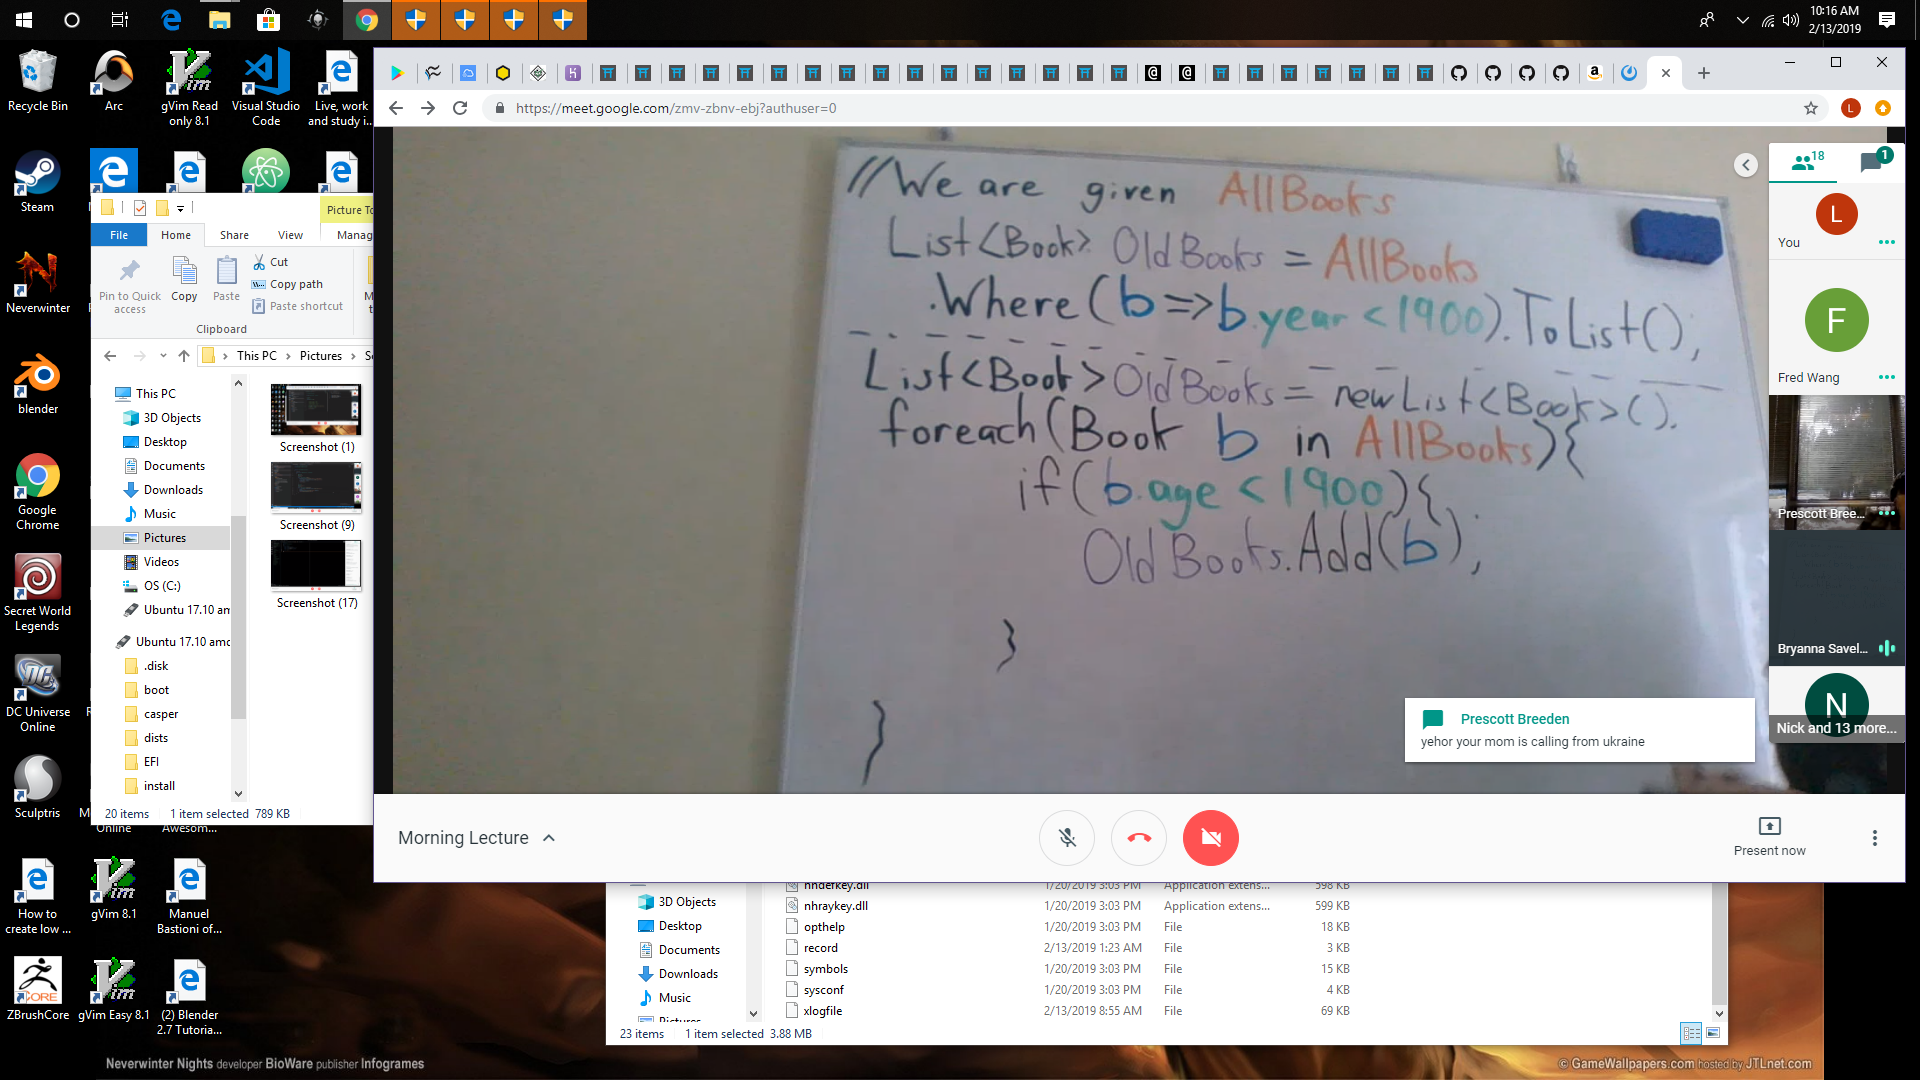 10:16 AM
2/13/2019
Recycle Bin
Arc
gVim Read only 8.1
Visual Studio Code
Live, work and study i...
Steam
Neverwinter
blender
Google Chrome
Secret World Legends
DC Universe Online
Sculptris
Online
Awesom...
How to create low ...
gVim 8.1
Manuel Bastioni of...
ZBrushCore
gVim Easy 8.1
(2) Blender 2.7 Tutoria...
Picture To
File
Home
Share
View
Manag
Pin to Quick access
Copy
Paste
Cut
Copy path
Paste shortcut
Clipboard
This PC
Pictures
This PC
3D Objects
Desktop
Documents
Downloads
Music
Pictures
Videos
OS (C:)
Ubuntu 17.10 am
Ubuntu 17.10 amd
.disk
boot
casper
dists
EFI
install
Screenshot (1)
Screenshot (9)
Screenshot (17)
20 items
1 item selected 789 KB
https://meet.google.com/zmv-zbnv-ebj?authuser=0
L
//We are given AllBooks
List<Book> OldBooks = AllBooks
.Where(b=>b.year<1900).ToList();
List<Book> OldBooks= newList<Book>().
foreach(Book b in AllBooks){
if(b.age<1900){
OldBooks.Add(b);
}
}
18
1
L
You
F
Fred Wang
Prescott Bree...
Bryanna Savel...
N
Nick and 13 more...
Prescott Breeden
yehor your mom is calling from ukraine
Morning Lecture
Present now
3D Objects
Desktop
Documents
Downloads
Music
Pictures
nhdefkey.dll 1/20/2019 3:03 PM Application extens... 598 KB
nhraykey.dll 1/20/2019 3:03 PM Application extens... 599 KB
opthelp 1/20/2019 3:03 PM File 18 KB
record 2/13/2019 1:23 AM File 3 KB
symbols 1/20/2019 3:03 PM File 15 KB
sysconf 1/20/2019 3:03 PM File 4 KB
xlogfile 2/13/2019 8:55 AM File 69 KB
23 items
1 item selected 3.88 MB
Neverwinter Nights developer BioWare publisher Infogrames
© GameWallpapers.com hosted by JTLnet.com